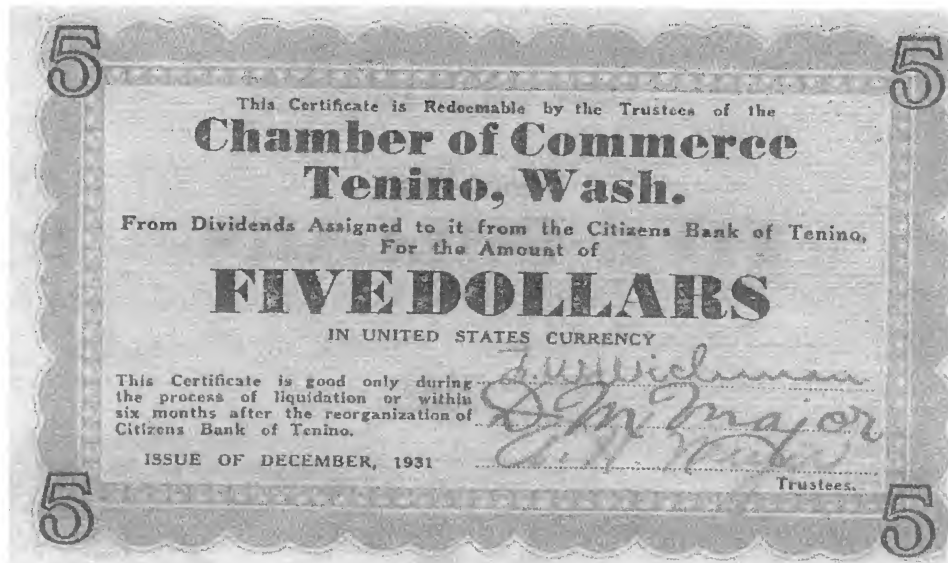 5 5
This Certificate is Redeemable by the Trustees of the
Chamber of Commerce
Tenino, Wash.
From Dividends Assigned to it from the Citizens Bank of Tenino,
For the Amount of
FIVE DOLLARS
IN UNITED STATES CURRENCY
This Certificate is good only during
the process of liquidation or within
six months after the reorganization of
Citizens Bank of Tenino.
ISSUE OF DECEMBER, 1931
D. M. Major
Trustees.
5 5